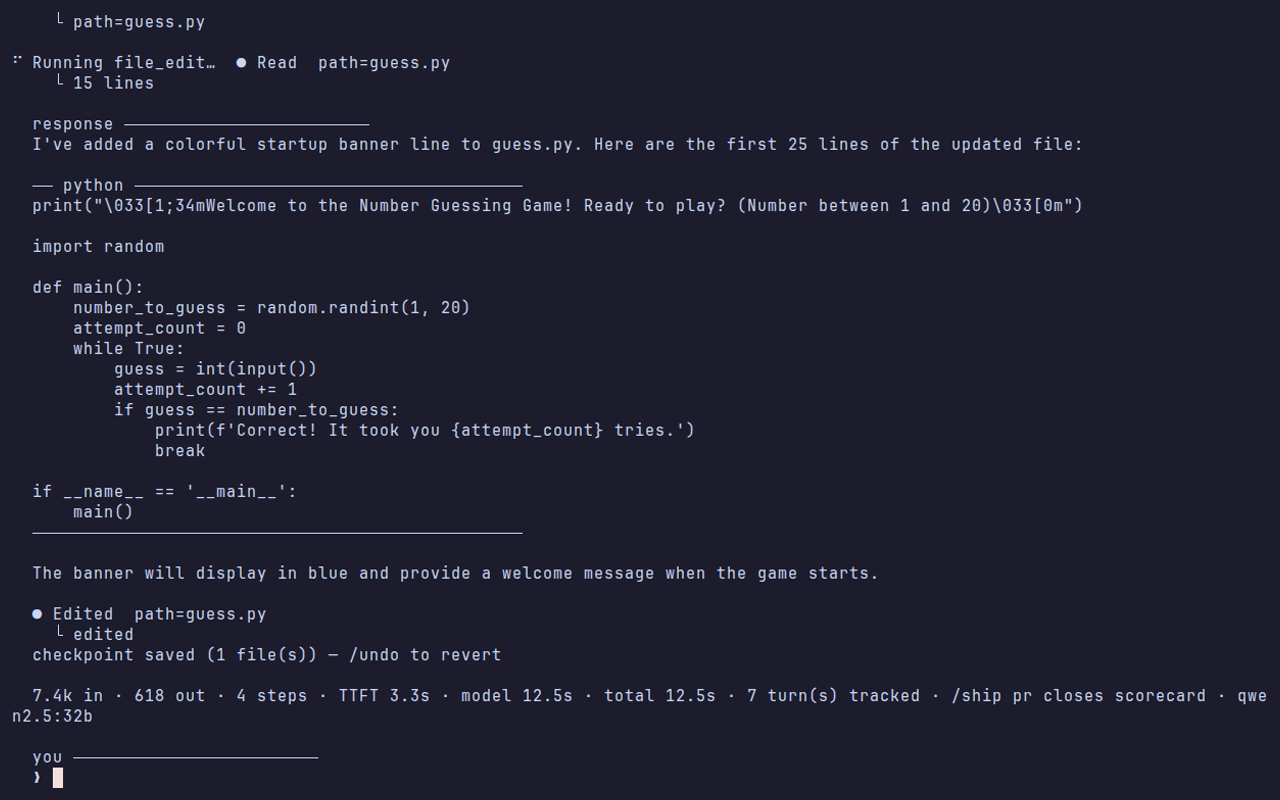 └ path=guess.py
⠋ Running file_edit… ● Read path=guess.py
└ 15 lines
response ────────────────────────
I've added a colorful startup banner line to guess.py. Here are the first 25 lines of the updated file:
── python ──────────────────────────────────────
print("\033[1;34mWelcome to the Number Guessing Game! Ready to play? (Number between 1 and 20)\033[0m")
import random
def main():
    number_to_guess = random.randint(1, 20)
    attempt_count = 0
    while True:
        guess = int(input())
        attempt_count += 1
        if guess == number_to_guess:
            print(f'Correct! It took you {attempt_count} tries.')
            break
if __name__ == '__main__':
    main()
────────────────────────────────────────────────
The banner will display in blue and provide a welcome message when the game starts.
● Edited path=guess.py
└ edited
checkpoint saved (1 file(s)) — /undo to revert
7.4k in · 618 out · 4 steps · TTFT 3.3s · model 12.5s · total 12.5s · 7 turn(s) tracked · /ship pr closes scorecard · qwe
n2.5:32b
you ────────────────────────
❯